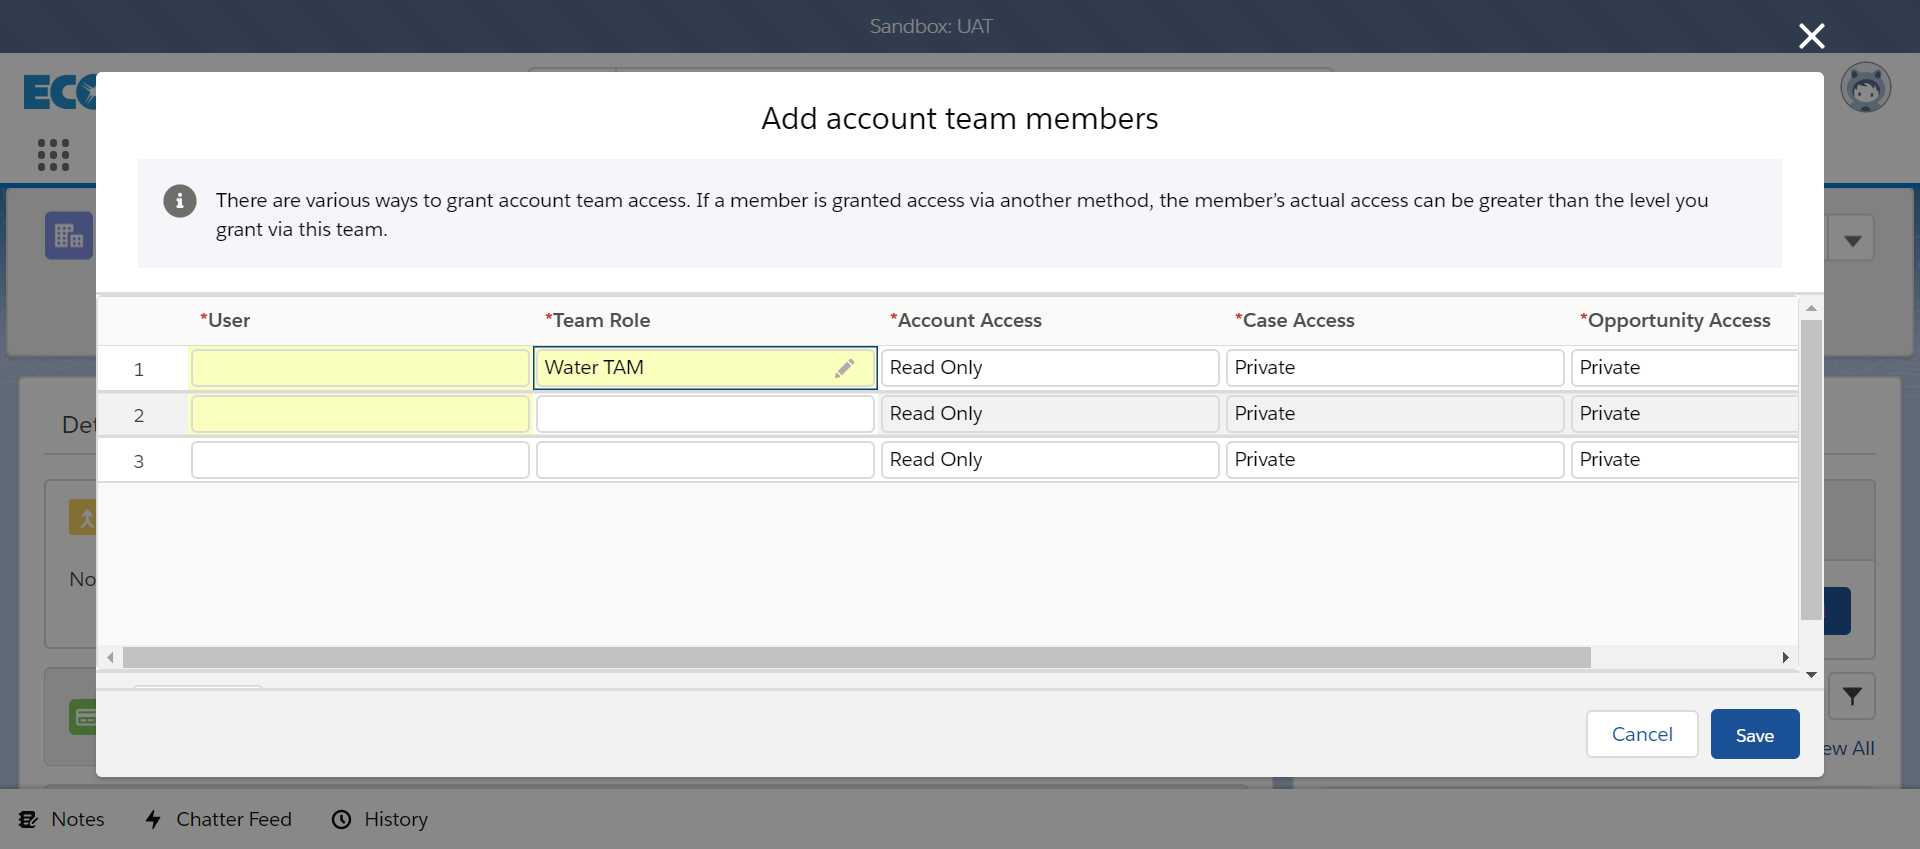 Sandbox: UAT
ECO
Add account team members
There are various ways to grant account team access. If a member is granted access via another method, the member’s actual access can be greater than the level you
grant via this team.
*User *Team Role *Account Access *Case Access *Opportunity Access
1 Water TAM Read Only Private Private
2 Read Only Private Private
3 Read Only Private Private
Det
No
Cancel Save
ew All
Notes Chatter Feed History